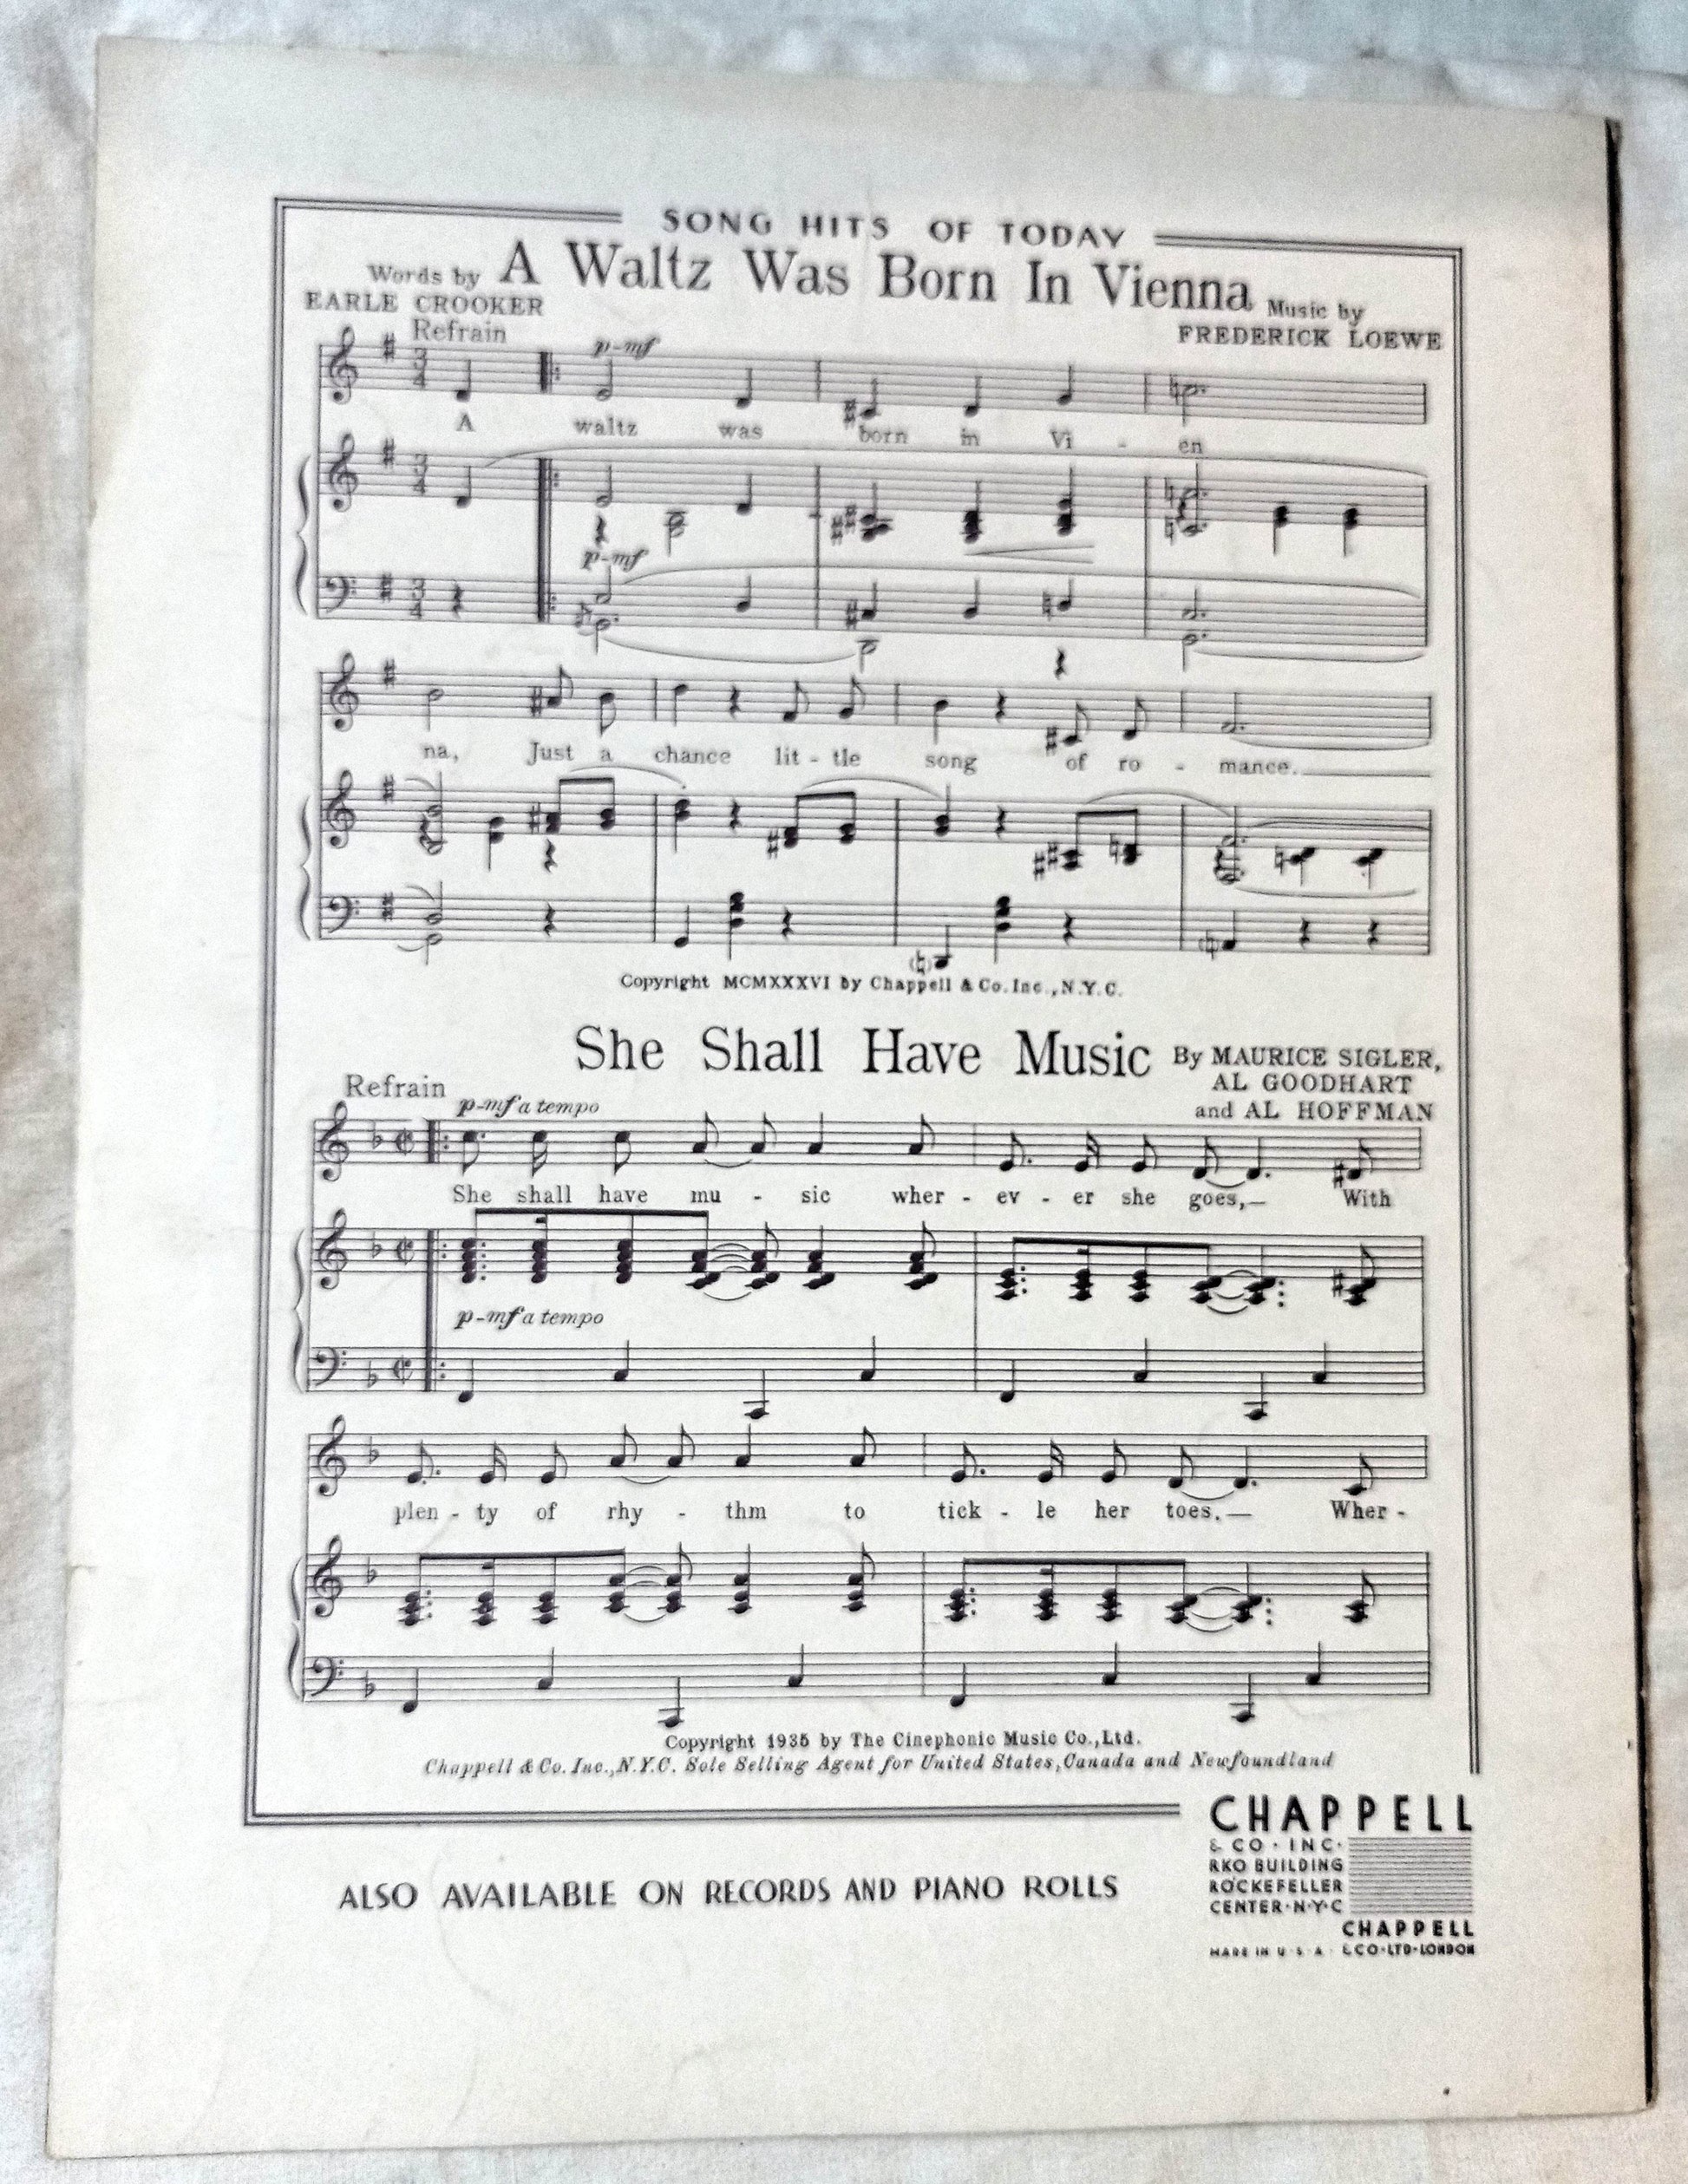 SONG HITS OF TODAY
A Waltz Was Born In Vienna
Words by
EARLE CROOKER
Music by
FREDERICK LOEWE
Refrain
p-mf
A waltz was born in Vi - en
p-mf
na, Just a chance lit - tle song of ro - mance.
Copyright MCMXXXVI by Chappell & Co. Inc., N.Y.C.
She Shall Have Music
By MAURICE SIGLER,
AL GOODHART
and AL HOFFMAN
Refrain
p-mf a tempo
She shall have mu - sic wher - ev - er she goes,— With
p-mf a tempo
plen - ty of rhy - thm to tick - le her toes.— Wher -
Copyright 1935 by The Cinephonic Music Co., Ltd.
Chappell & Co. Inc., N.Y.C. Sole Selling Agent for United States, Canada and Newfoundland
ALSO AVAILABLE ON RECORDS AND PIANO ROLLS
CHAPPELL
& CO · INC·
RKO BUILDING
ROCKEFELLER
CENTER·N·Y·C
CHAPPELL
MADE IN U·S·A· & CO·LTD·LONDON